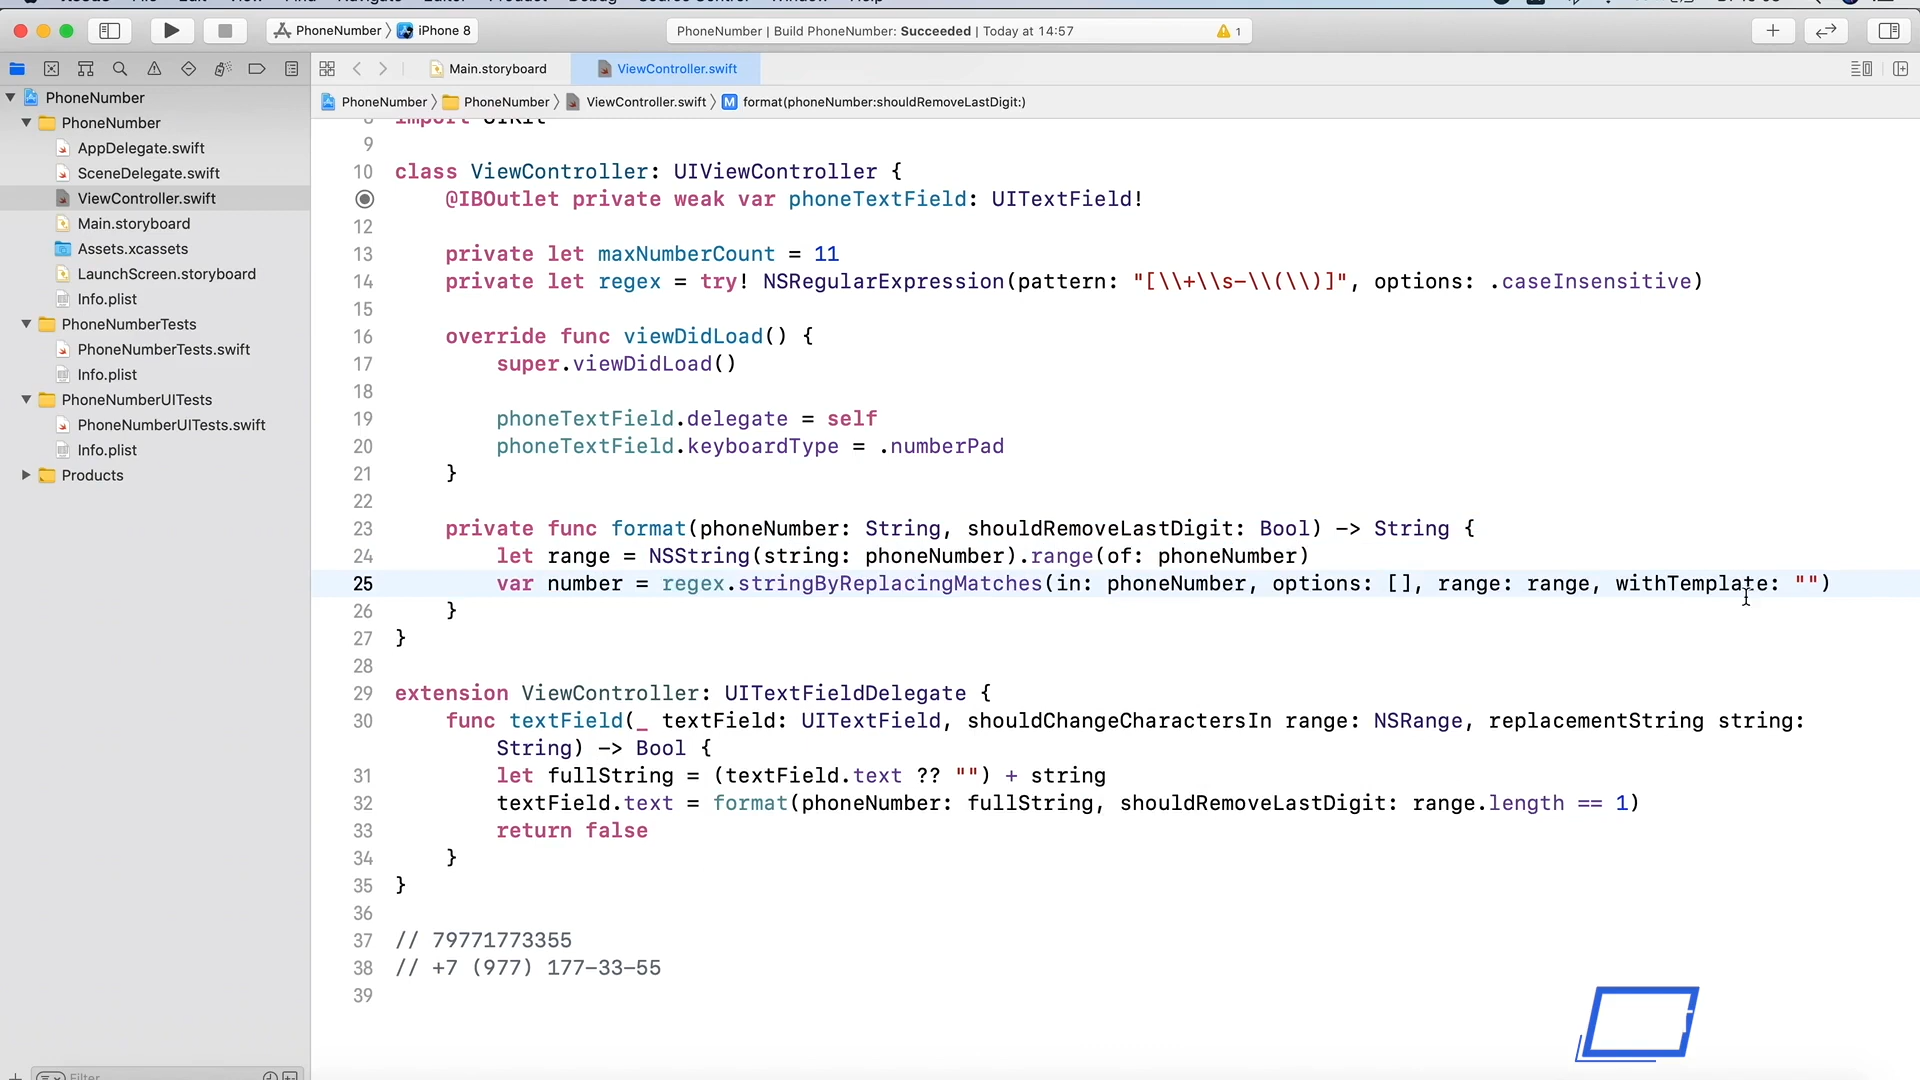 PhoneNumber iPhone 8
PhoneNumber | Build PhoneNumber: Succeeded | Today at 14:57 1
Main.storyboard ViewController.swift
PhoneNumber PhoneNumber ViewController.swift M format(phoneNumber:shouldRemoveLastDigit:)
PhoneNumber
PhoneNumber
AppDelegate.swift
SceneDelegate.swift
ViewController.swift
Main.storyboard
Assets.xcassets
LaunchScreen.storyboard
Info.plist
PhoneNumberTests
PhoneNumberTests.swift
Info.plist
PhoneNumberUITests
PhoneNumberUITests.swift
Info.plist
Products
Filter
8 import UIKit
9
10 class ViewController: UIViewController {
@IBOutlet private weak var phoneTextField: UITextField!
12
13 private let maxNumberCount = 11
14 private let regex = try! NSRegularExpression(pattern: "[\\+\\s-\\(\\)]", options: .caseInsensitive)
15
16 override func viewDidLoad() {
17 super.viewDidLoad()
18
19 phoneTextField.delegate = self
20 phoneTextField.keyboardType = .numberPad
21 }
22
23 private func format(phoneNumber: String, shouldRemoveLastDigit: Bool) -> String {
24 let range = NSString(string: phoneNumber).range(of: phoneNumber)
25 var number = regex.stringByReplacingMatches(in: phoneNumber, options: [], range: range, withTemplate: "")
26 }
27 }
28
29 extension ViewController: UITextFieldDelegate {
30 func textField(_ textField: UITextField, shouldChangeCharactersIn range: NSRange, replacementString string:
String) -> Bool {
31 let fullString = (textField.text ?? "") + string
32 textField.text = format(phoneNumber: fullString, shouldRemoveLastDigit: range.length == 1)
33 return false
34 }
35 }
36
37 // 79771773355
38 // +7 (977) 177-33-55
39